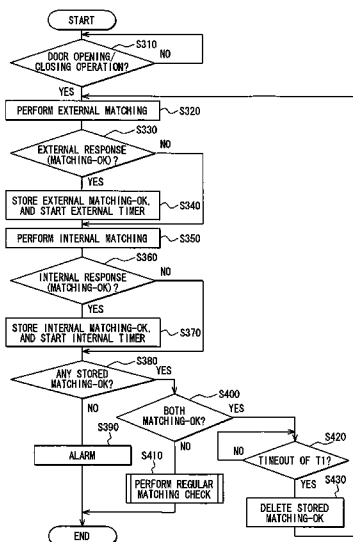 START
S310
DOOR OPENING/
CLOSING OPERATION?
NO
YES
S320
PERFORM EXTERNAL MATCHING
S330
EXTERNAL RESPONSE
(MATCHING-OK)?
NO
YES
S340
STORE EXTERNAL MATCHING-OK,
AND START EXTERNAL TIMER
S350
PERFORM INTERNAL MATCHING
S360
INTERNAL RESPONSE
(MATCHING-OK)?
NO
YES
S370
STORE INTERNAL MATCHING-OK,
AND START INTERNAL TIMER
S380
ANY STORED
MATCHING-OK?
YES
NO
S400
BOTH
MATCHING-OK?
YES
NO
S390
ALARM
S410
PERFORM REGULAR
MATCHING CHECK
S420
TIMEOUT OF T1?
NO
YES
S430
DELETE STORED
MATCHING-OK
END